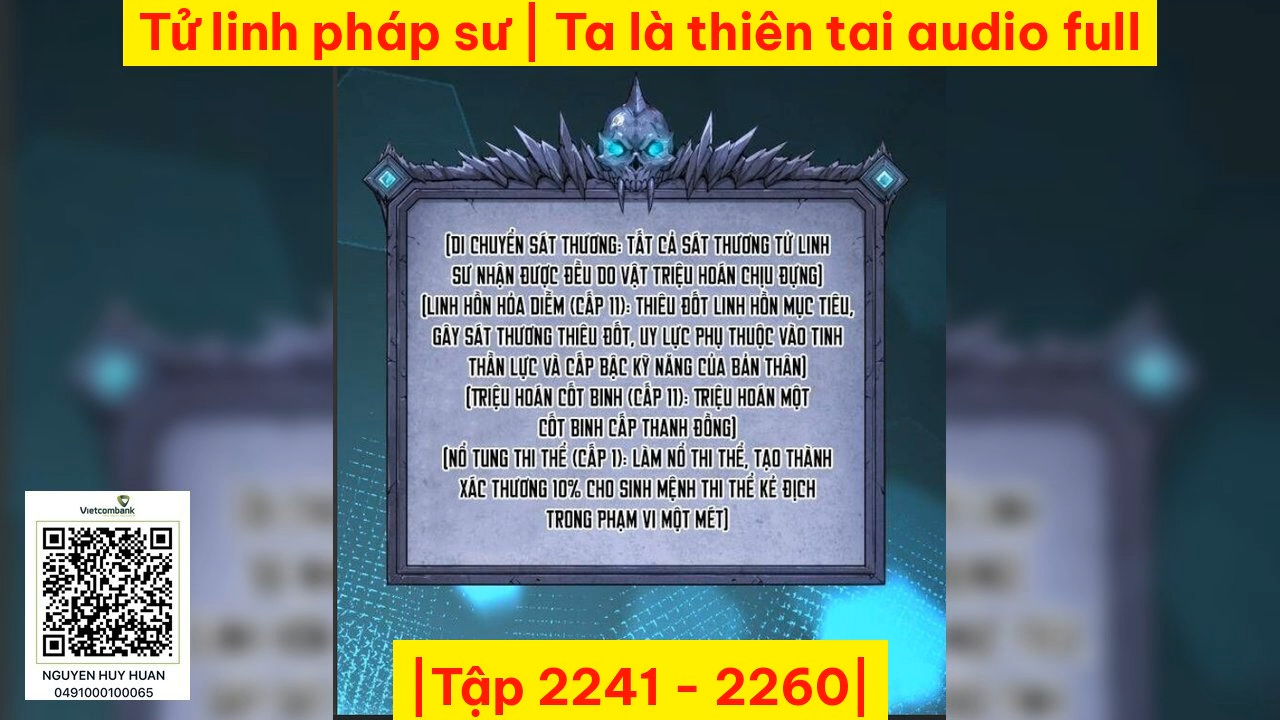 Tử linh pháp sư | Ta là thiên tai audio full
[DI CHUYỂN SÁT THƯƠNG: TẤT CẢ SÁT THƯƠNG TỬ LINH
SƯ NHẬN ĐƯỢC ĐỀU DO VẬT TRIỆU HOÁN CHỊU ĐỰNG]
[LINH HỒN HỎA DIỄM (CẤP 11): THIÊU ĐỐT LINH HỒN MỤC TIÊU,
GÂY SÁT THƯƠNG THIÊU ĐỐT, UY LỰC PHỤ THUỘC VÀO TINH
THẦN LỰC VÀ CẤP BẬC KỸ NĂNG CỦA BẢN THÂN]
[TRIỆU HOÁN CỐT BINH (CẤP 11): TRIỆU HOÁN MỘT
CỐT BINH CẤP THANH ĐỒNG]
[NỔ TUNG THI THỂ (CẤP 1): LÀM NỔ THI THỂ, TẠO THÀNH
XÁC THƯƠNG 10% CHO SINH MỆNH THI THỂ KẺ ĐỊCH
TRONG PHẠM VI MỘT MÉT]
Vietcombank
NGUYEN HUY HUAN
0491000100065
|Tập 2241 - 2260|